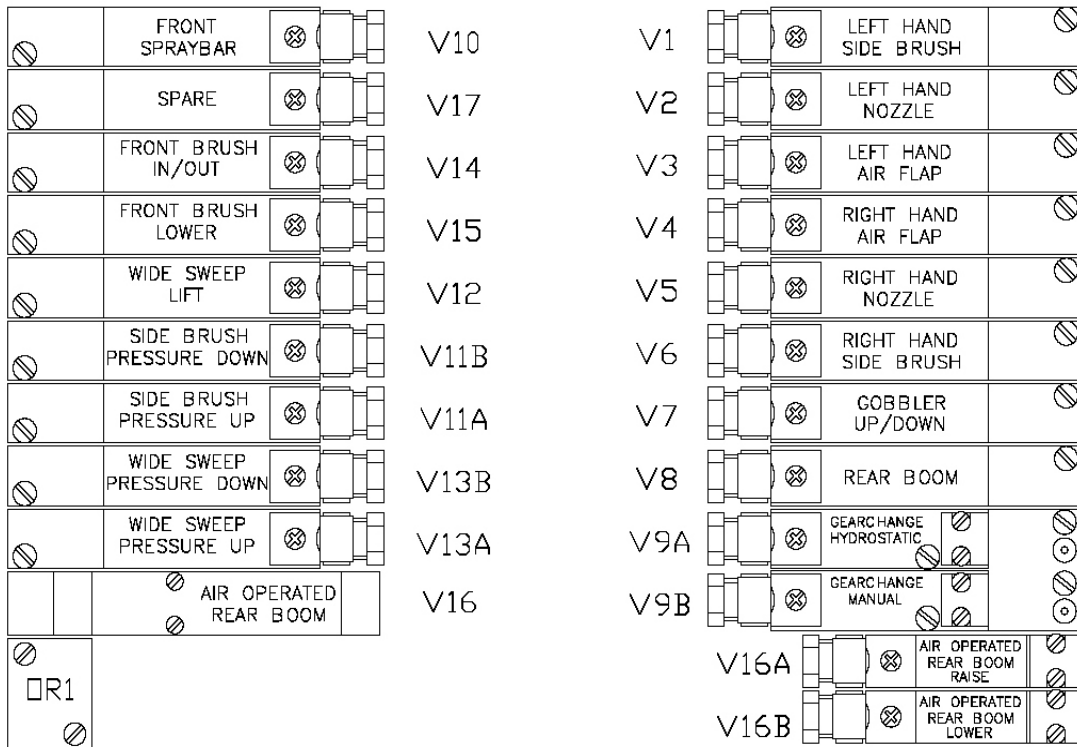 FRONT
SPRAYBAR
V10
SPARE
V17
FRONT BRUSH
IN/OUT
V14
FRONT BRUSH
LOWER
V15
WIDE SWEEP
LIFT
V12
SIDE BRUSH
PRESSURE DOWN
V11B
SIDE BRUSH
PRESSURE UP
V11A
WIDE SWEEP
PRESSURE DOWN
V13B
WIDE SWEEP
PRESSURE UP
V13A
AIR OPERATED
REAR BOOM
V16
OR1
V1
LEFT HAND
SIDE BRUSH
V2
LEFT HAND
NOZZLE
V3
LEFT HAND
AIR FLAP
V4
RIGHT HAND
AIR FLAP
V5
RIGHT HAND
NOZZLE
V6
RIGHT HAND
SIDE BRUSH
V7
GOBBLER
UP/DOWN
V8
REAR BOOM
V9A
GEARCHANGE
HYDROSTATIC
V9B
GEARCHANGE
MANUAL
V16A
AIR OPERATED
REAR BOOM
RAISE
V16B
AIR OPERATED
REAR BOOM
LOWER